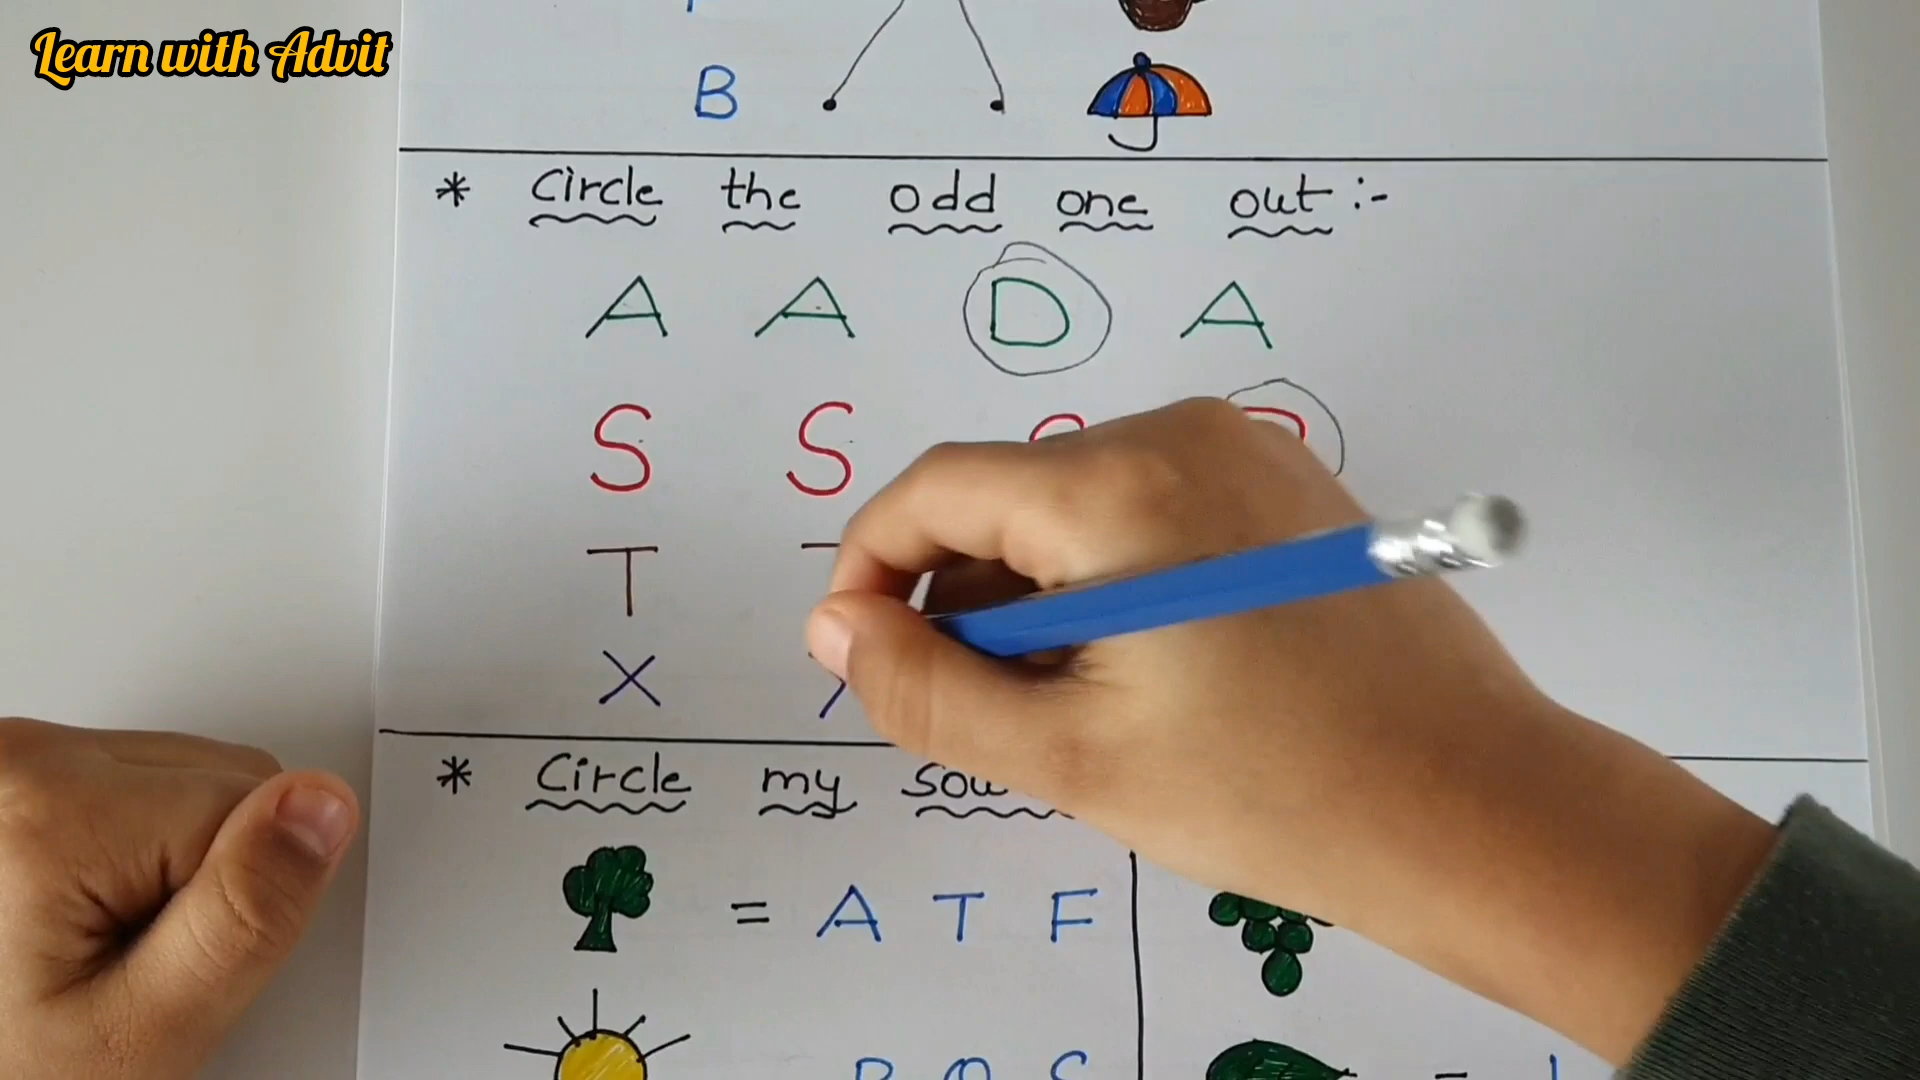 Learn with Advit
B
* Circle the odd one out :-
A A D A
S S
T
X
* Circle my
= A T F
=